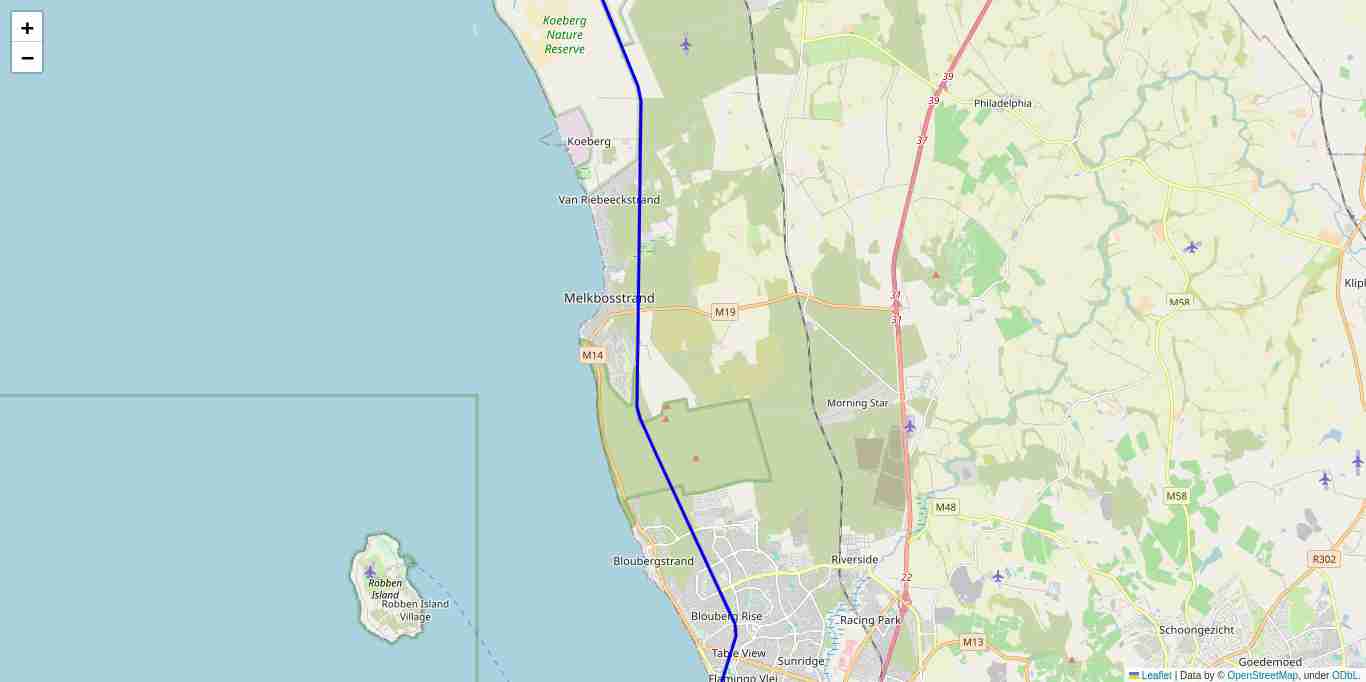 +
−
Koeberg
Nature
Reserve
39
39
Philadelphia
37
Koeberg
Van Riebeeckstrand
Melkbosstrand
M19
31
31
M58
M14
Morning Star
M58
M48
R302
Bloubergstrand
Riverside
22
Robben
Island
Robben Island
Village
Blouberg Rise
Racing Park
Schoongezicht
M13
Table View
Sunridge
Goedemoed
Flamingo Vlei
Leaflet | Data by © OpenStreetMap, under ODbL.